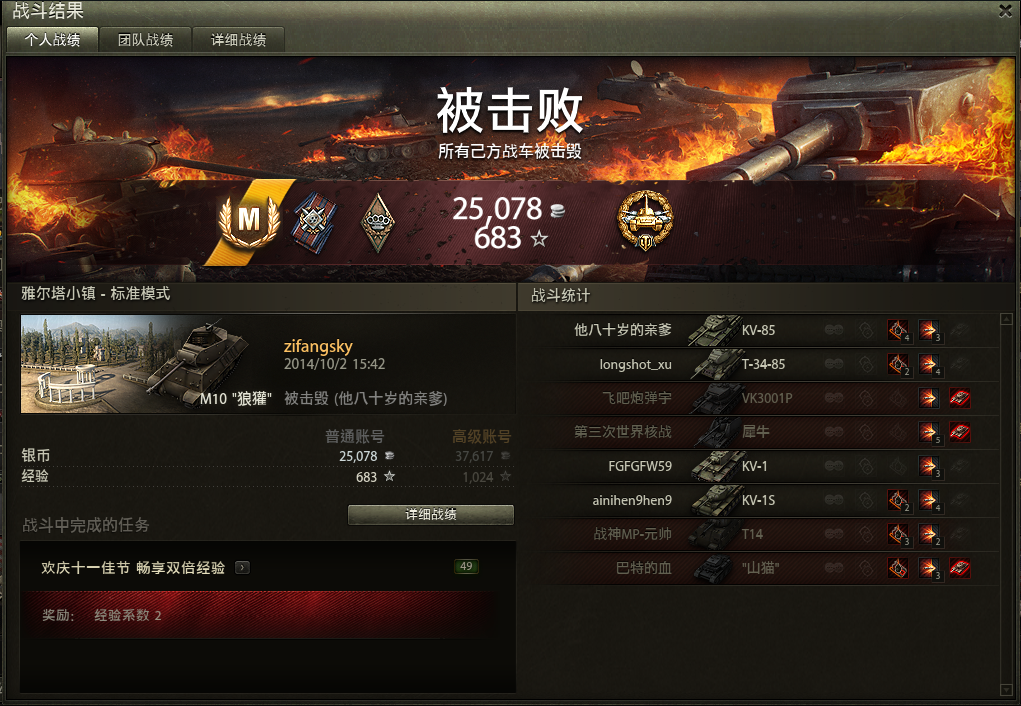 战斗结果
个人战绩 团队战绩 详细战绩
被击败
所有己方战车被击毁
M
25,078
683
雅尔塔小镇 - 标准模式
战斗统计
zifangsky
2014/10/2 15:42
M10 "狼獾" 被击毁 (他八十岁的亲爹)
普通账号 高级账号
银币 25,078 37,617
经验 683 1,024
详细战绩
战斗中完成的任务
欢庆十一佳节 畅享双倍经验 49
奖励: 经验系数 2
他八十岁的亲爹 KV-85 4 3
longshot_xu T-34-85 2 4
飞吧炮弹宇 VK3001P
第三次世界核战 犀牛 5
FGFGFW59 KV-1 3
ainihen9hen9 KV-1S 2 4
战神MP-元帅 T14 3 2
巴特的血 "山猫" 3